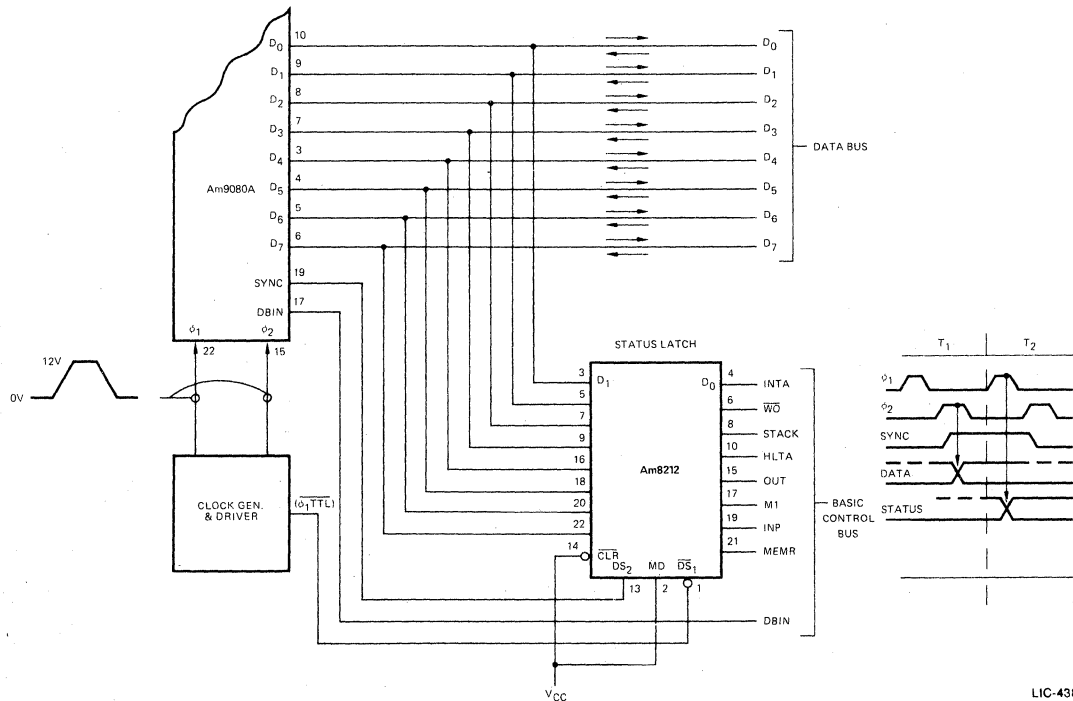 10
D0
D0
9
D1
D1
8
D2
D2
7
D3
D3
3
D4
D4
DATA BUS
4
Am9080A
D5
D5
5
D6
D6
6
D7
D7
19
SYNC
17
DBIN
ϕ1
ϕ2
22
15
12V
0V
CLOCK GEN.
& DRIVER
(ϕ1TTL)
STATUS LATCH
3
D1
D0
4
INTA
5
6
WO
7
8
STACK
9
10
HLTA
16
Am8212
15
OUT
18
17
M1
20
19
INP
22
21
MEMR
14
CLR
DS2
MD
DS1
13
2
1
DBIN
BASIC
CONTROL
BUS
VCC
T1
T2
ϕ1
ϕ2
SYNC
DATA
STATUS
LIC-438